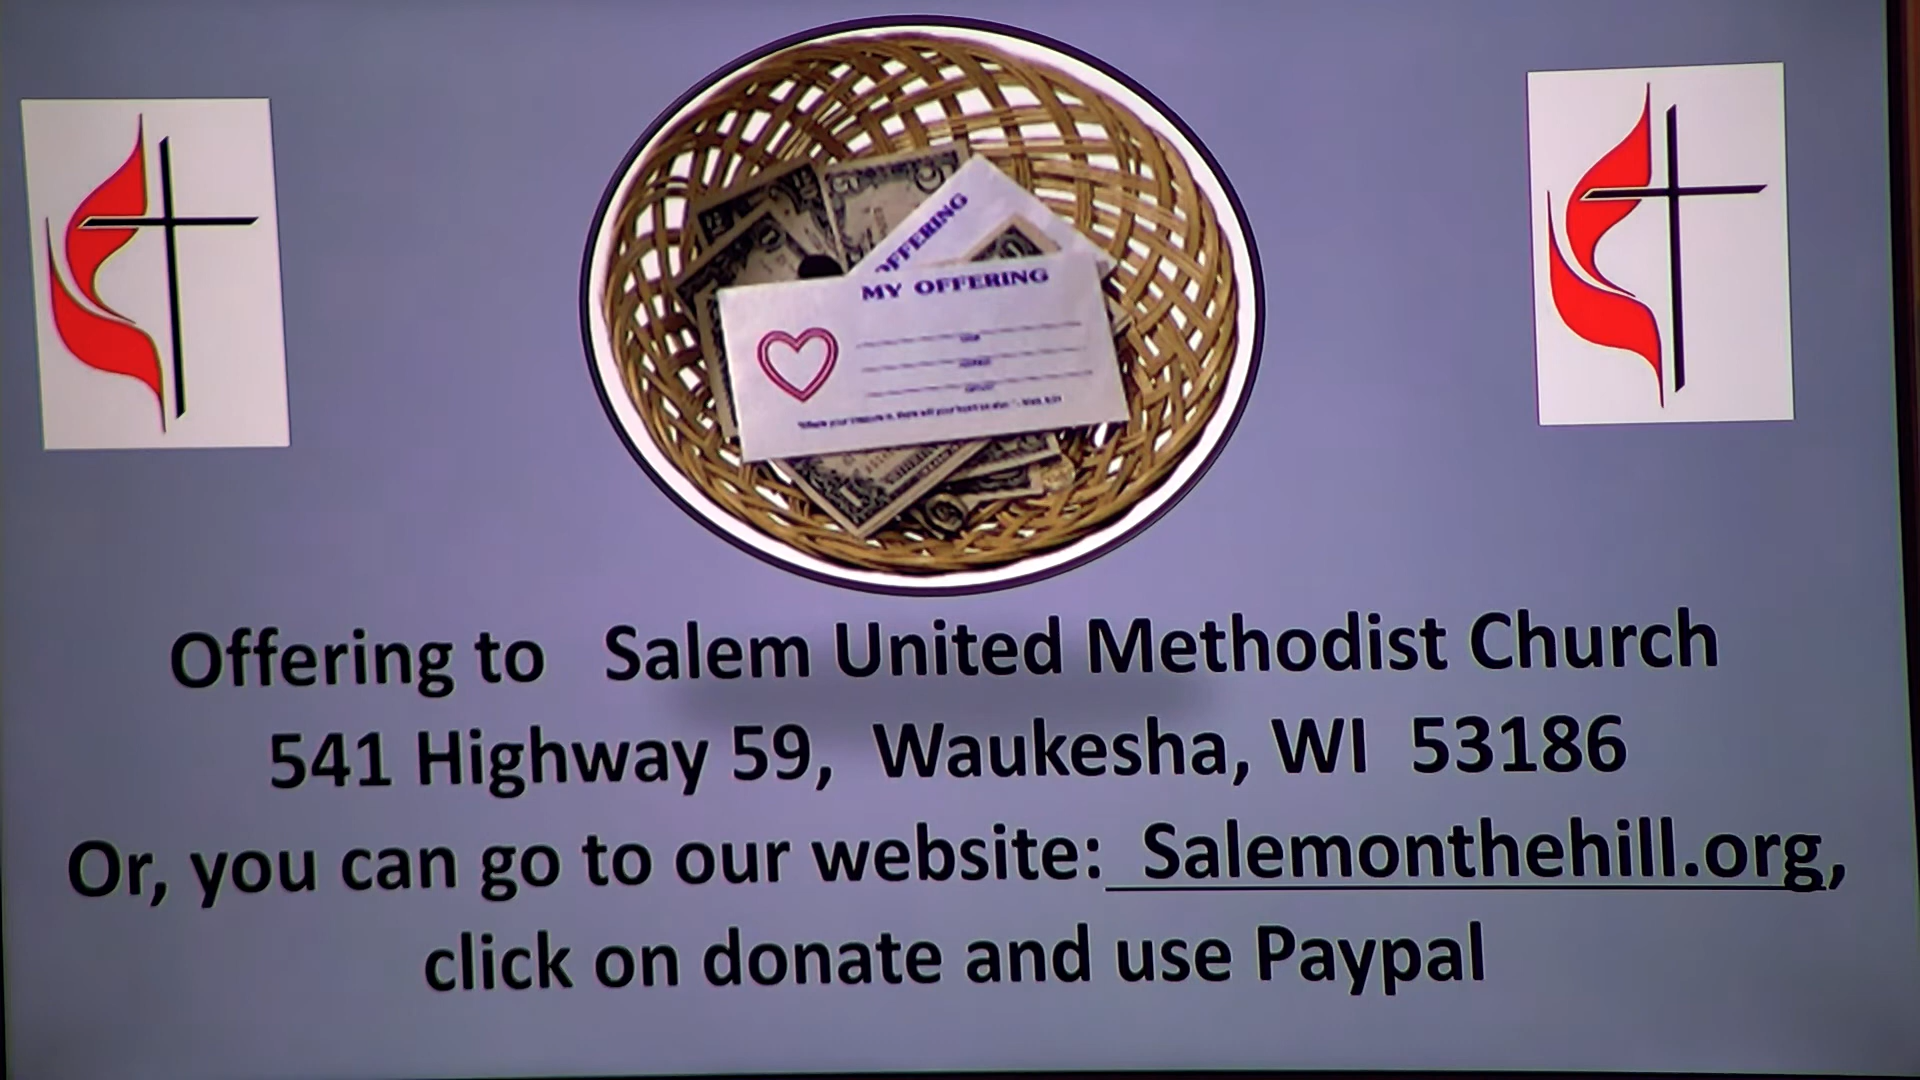 OFFERING
MY OFFERING
Offering to Salem United Methodist Church
541 Highway 59, Waukesha, WI 53186
Or, you can go to our website: Salemonthehill.org,
click on donate and use Paypal